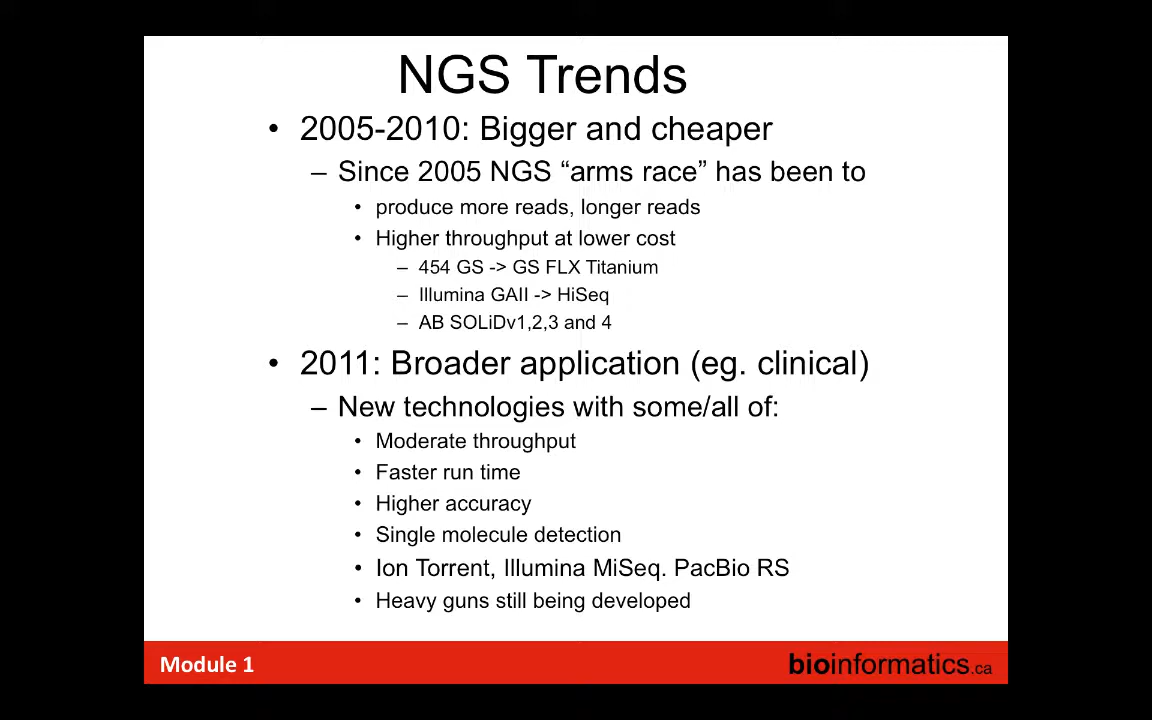 NGS Trends
• 2005-2010: Bigger and cheaper
– Since 2005 NGS “arms race” has been to
• produce more reads, longer reads
• Higher throughput at lower cost
– 454 GS -> GS FLX Titanium
– Illumina GAII -> HiSeq
– AB SOLiDv1,2,3 and 4
• 2011: Broader application (eg. clinical)
– New technologies with some/all of:
• Moderate throughput
• Faster run time
• Higher accuracy
• Single molecule detection
• Ion Torrent, Illumina MiSeq. PacBio RS
• Heavy guns still being developed
Module 1
bioinformatics.ca